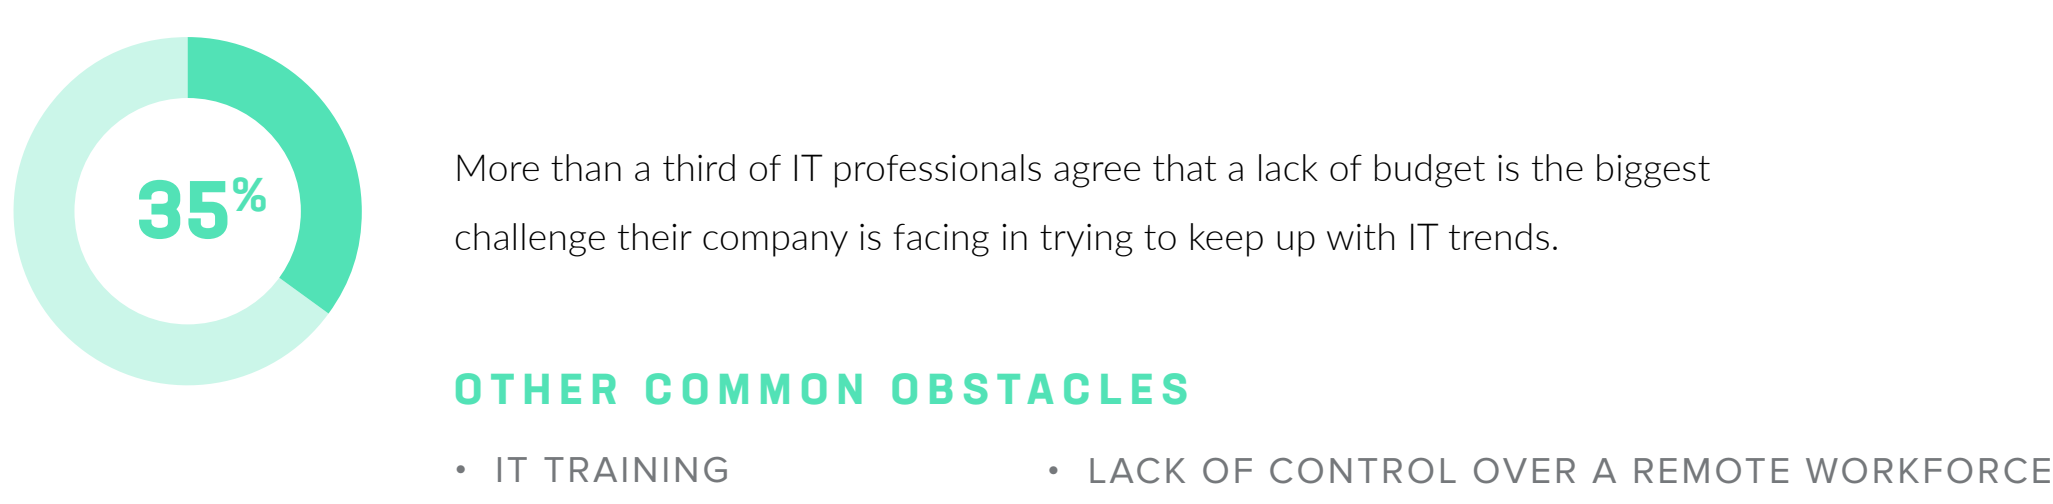 35%
More than a third of IT professionals agree that a lack of budget is the biggest
challenge their company is facing in trying to keep up with IT trends.
OTHER COMMON OBSTACLES
• IT TRAINING
• LACK OF CONTROL OVER A REMOTE WORKFORCE